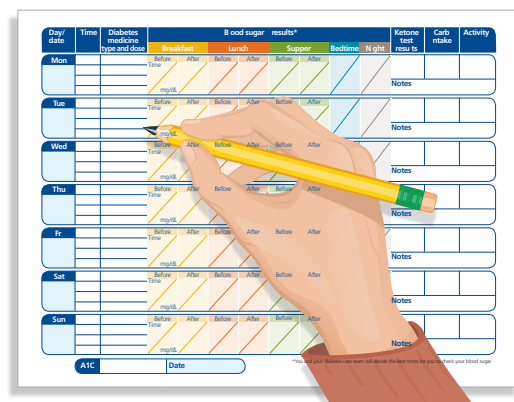 Day/ Time Diabetes B ood sugar results* Ketone Carb Activity
date medicine test ntake
type and dose Breakfast Lunch Supper Bedtime N ght resu ts
Mon Before After Before After Before After
Time
Notes
mg/dL
Tue Before After Before After Before After
Notes
mg/dL
Wed Before After Before After
Time
Notes
mg/dL
Thu Before After Before After Before After
Time
Notes
mg/dL
Fr Before After Before After Before After
Time
Notes
mg/dL
Sat Before After Before After Before After
Time
Notes
mg/dL
Sun Before After Before After Before After
Time
Notes
mg/dL
A1C Date
*You and your diabetes care team will decide the best times for you to check your blood sugar.